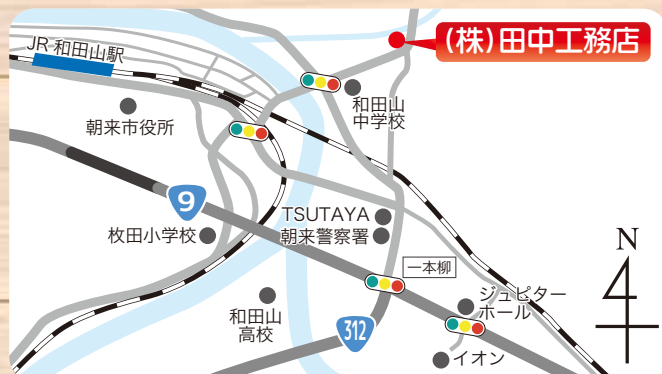 (株)田中工務店
JR 和田山駅
和田山
中学校
朝来市役所
9
TSUTAYA
朝来警察署
枚田小学校
一本柳
N
ジュピター
ホール
和田山
高校
312
イオン